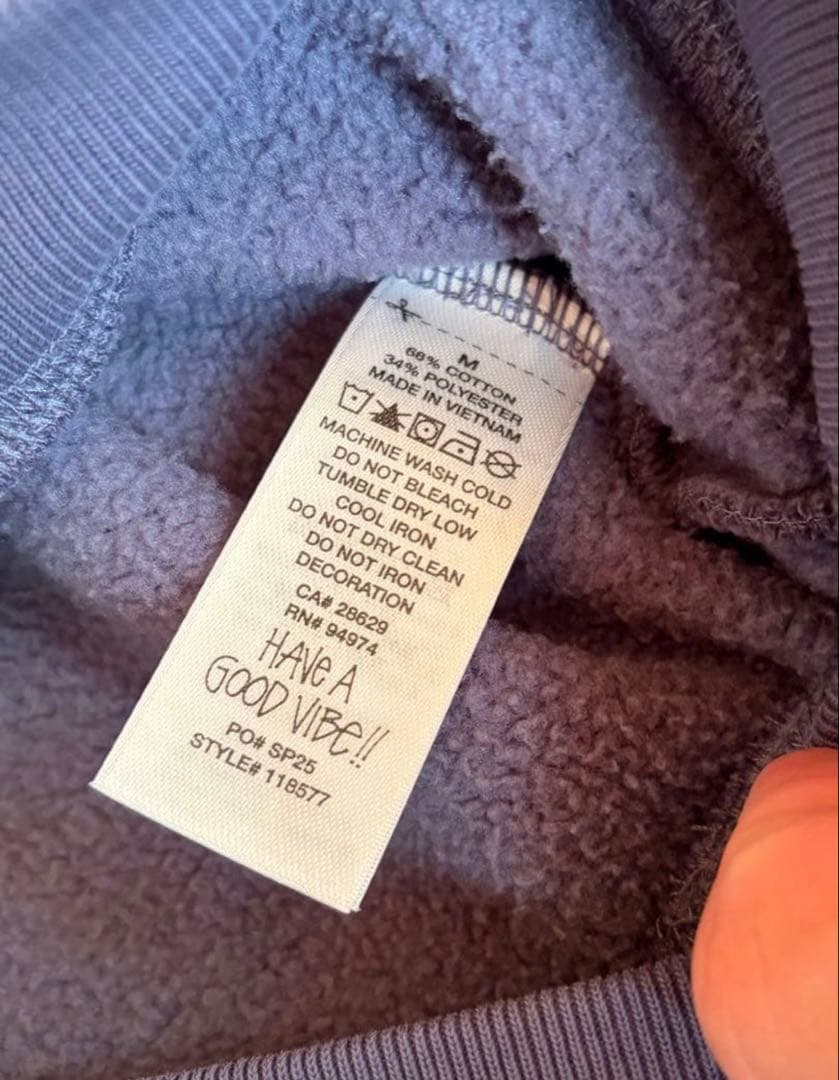 M
66% COTTON
34% POLYESTER
MADE IN VIETNAM
MACHINE WASH COLD
DO NOT BLEACH
TUMBLE DRY LOW
COOL IRON
DO NOT DRY CLEAN
DO NOT IRON
DECORATION
CA# 28629
RN# 94974
HAVe A
GOOD VIBe!!
PO# SP25
STYLE# 118577